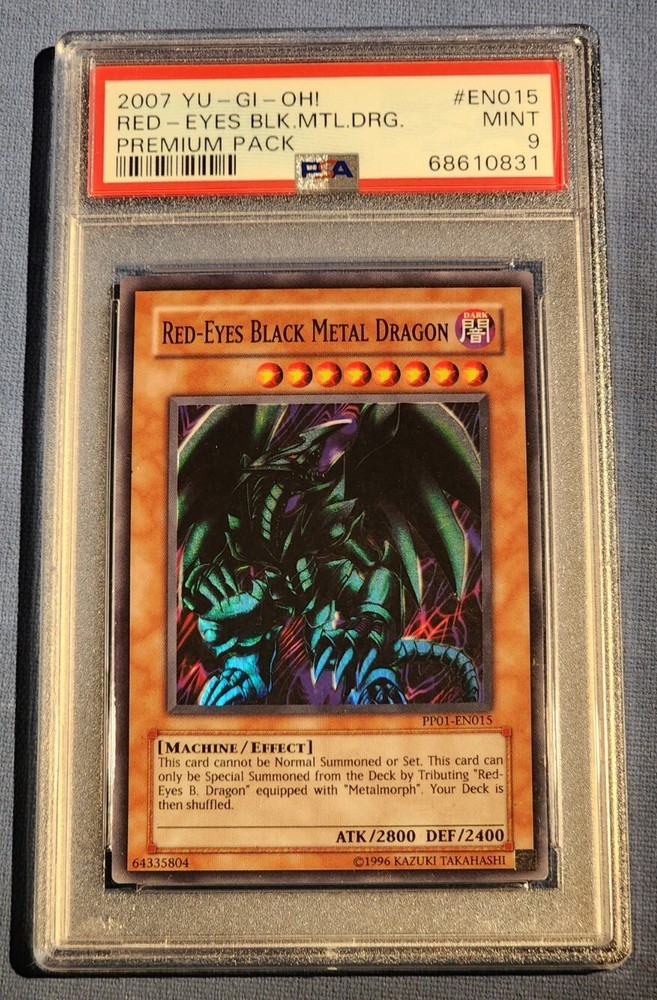 2007 YU-GI-OH! #EN015
RED-EYES BLK.MTL.DRG. MINT
PREMIUM PACK 9
PSA 68610831
RED-EYES BLACK METAL DRAGON
DARK
闇
PP01-EN015
[MACHINE/EFFECT]
This card cannot be Normal Summoned or Set. This card can
only be Special Summoned from the Deck by Tributing "Red-
Eyes B. Dragon" equipped with "Metalmorph". Your Deck is
then shuffled.
ATK/2800 DEF/2400
64335804 ©1996 KAZUKI TAKAHASHI